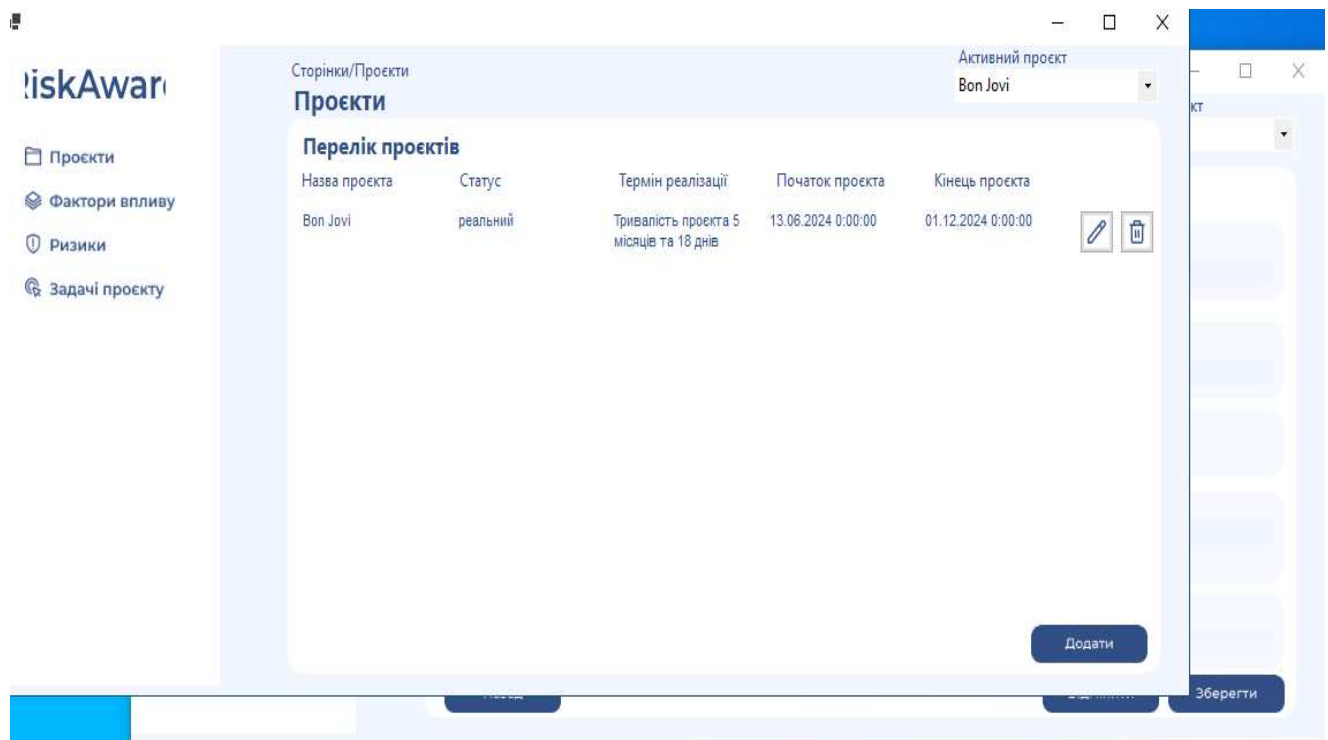 RiskAwar
Сторінки/Проєкти
Проєкти
Активний проєкт
Bon Jovi
Проєкти
Фактори впливу
Ризики
Задачі проєкту
Перелік проєктів
Назва проєкта Статус Термін реалізації Початок проєкта Кінець проєкта
Bon Jovi реальний Тривалість проєкта 5 13.06.2024 0:00:00 01.12.2024 0:00:00
місяців та 18 днів
Додати
кт
Зберегти